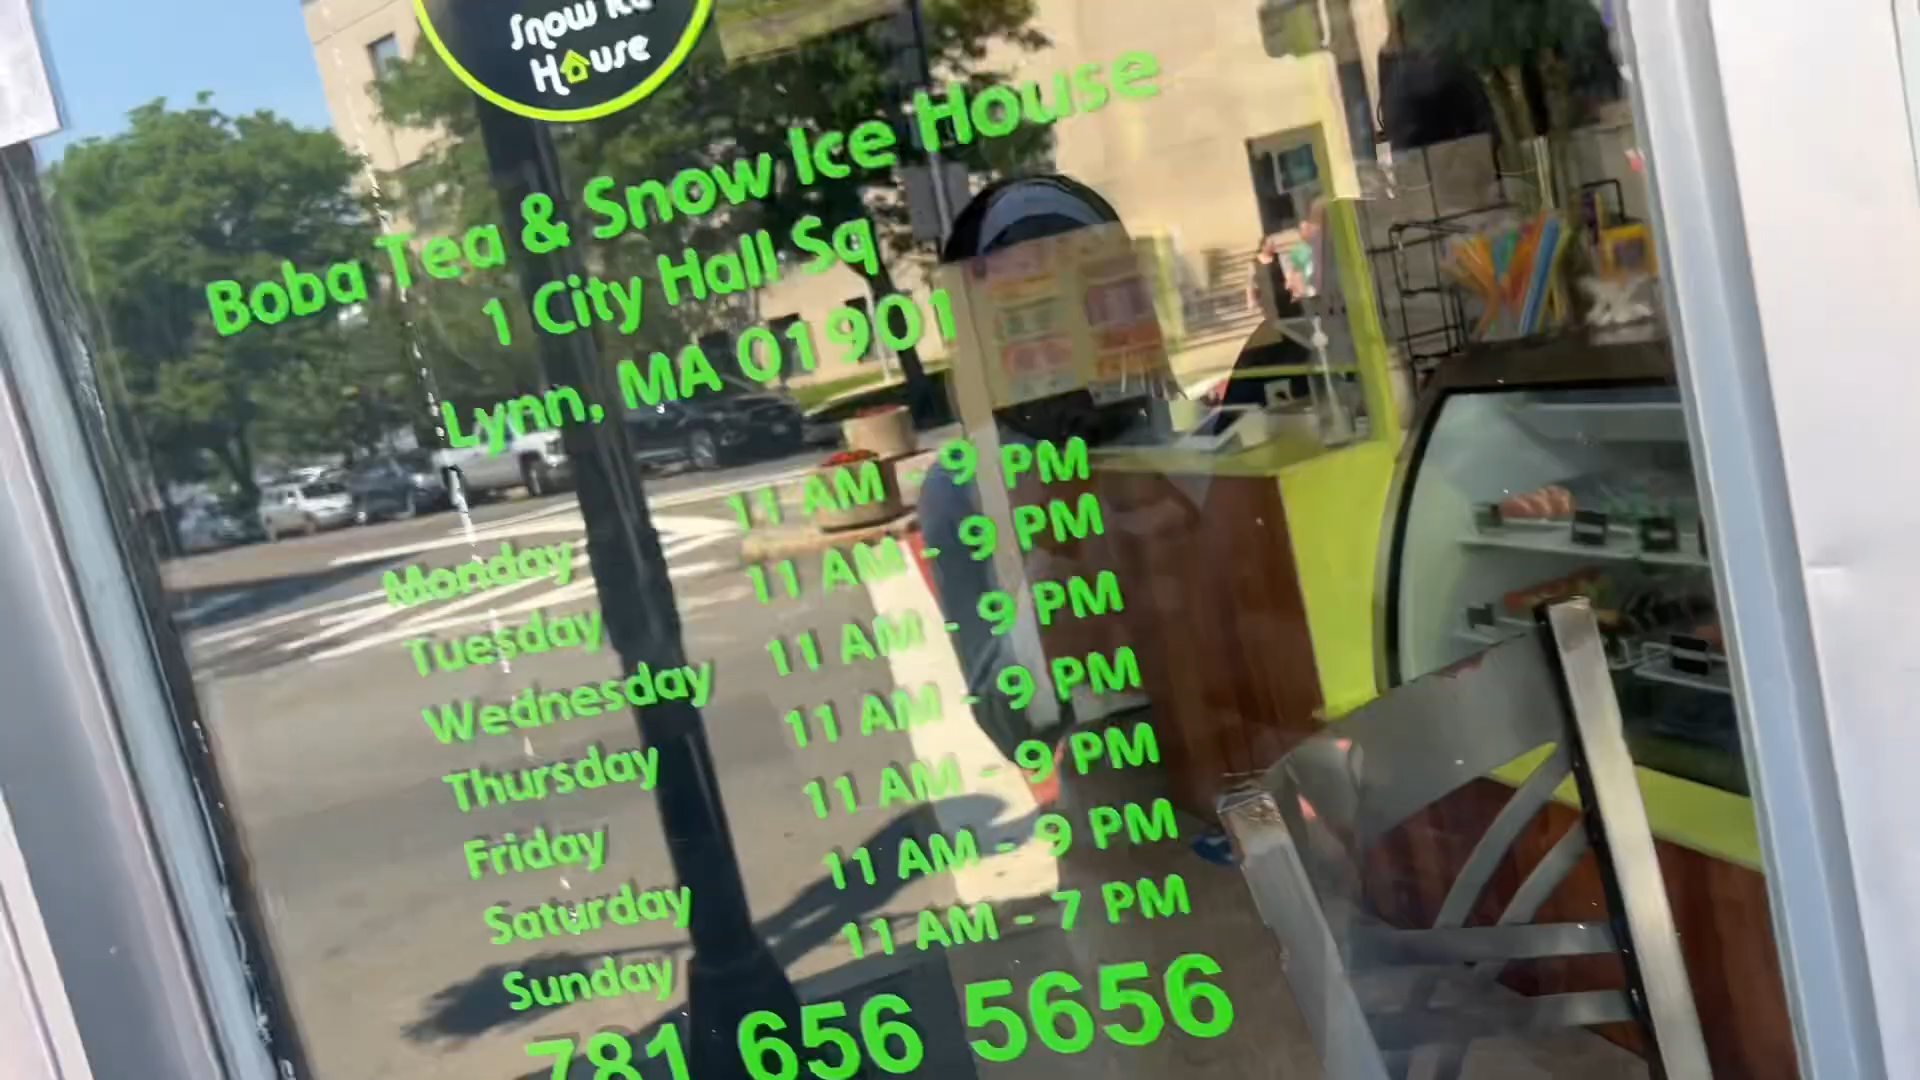 Snow Ice
House
Boba Tea & Snow Ice House
1 City Hall Sq
Lynn, MA 01901
Monday 11 AM - 9 PM
Tuesday 11 AM - 9 PM
Wednesday 11 AM - 9 PM
Thursday 11 AM - 9 PM
Friday 11 AM - 9 PM
Saturday 11 AM - 9 PM
Sunday 11 AM - 7 PM
781 656 5656